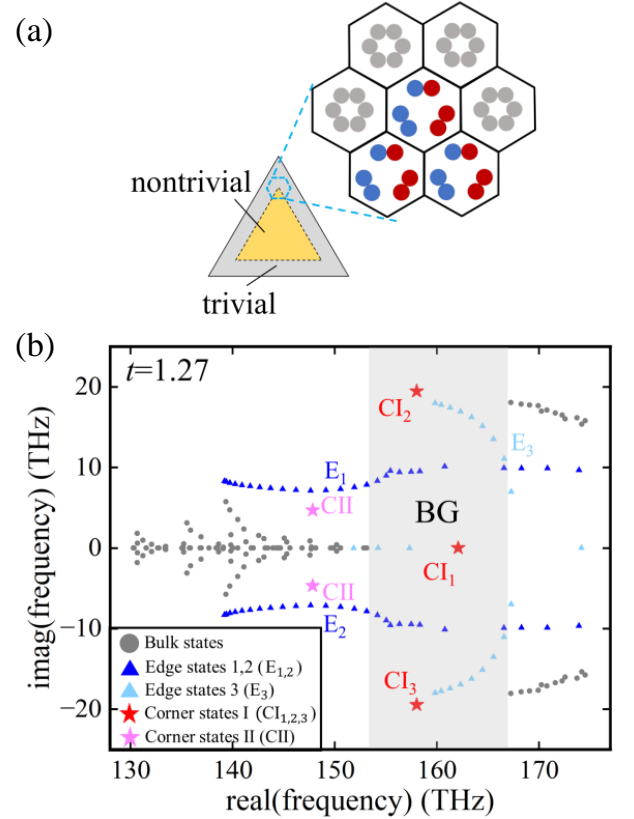 (a)
nontrivial
trivial
(b)
t=1.27
CI₂
E₃
E₁
CII
BG
CI₁
CII
E₂
CI₃
Bulk states
Edge states 1,2 (E₁,₂)
Edge states 3 (E₃)
Corner states I (CI₁,₂,₃)
Corner states II (CII)
20
10
0
−10
−20
imag(frequency) (THz)
130 140 150 160 170
real(frequency) (THz)